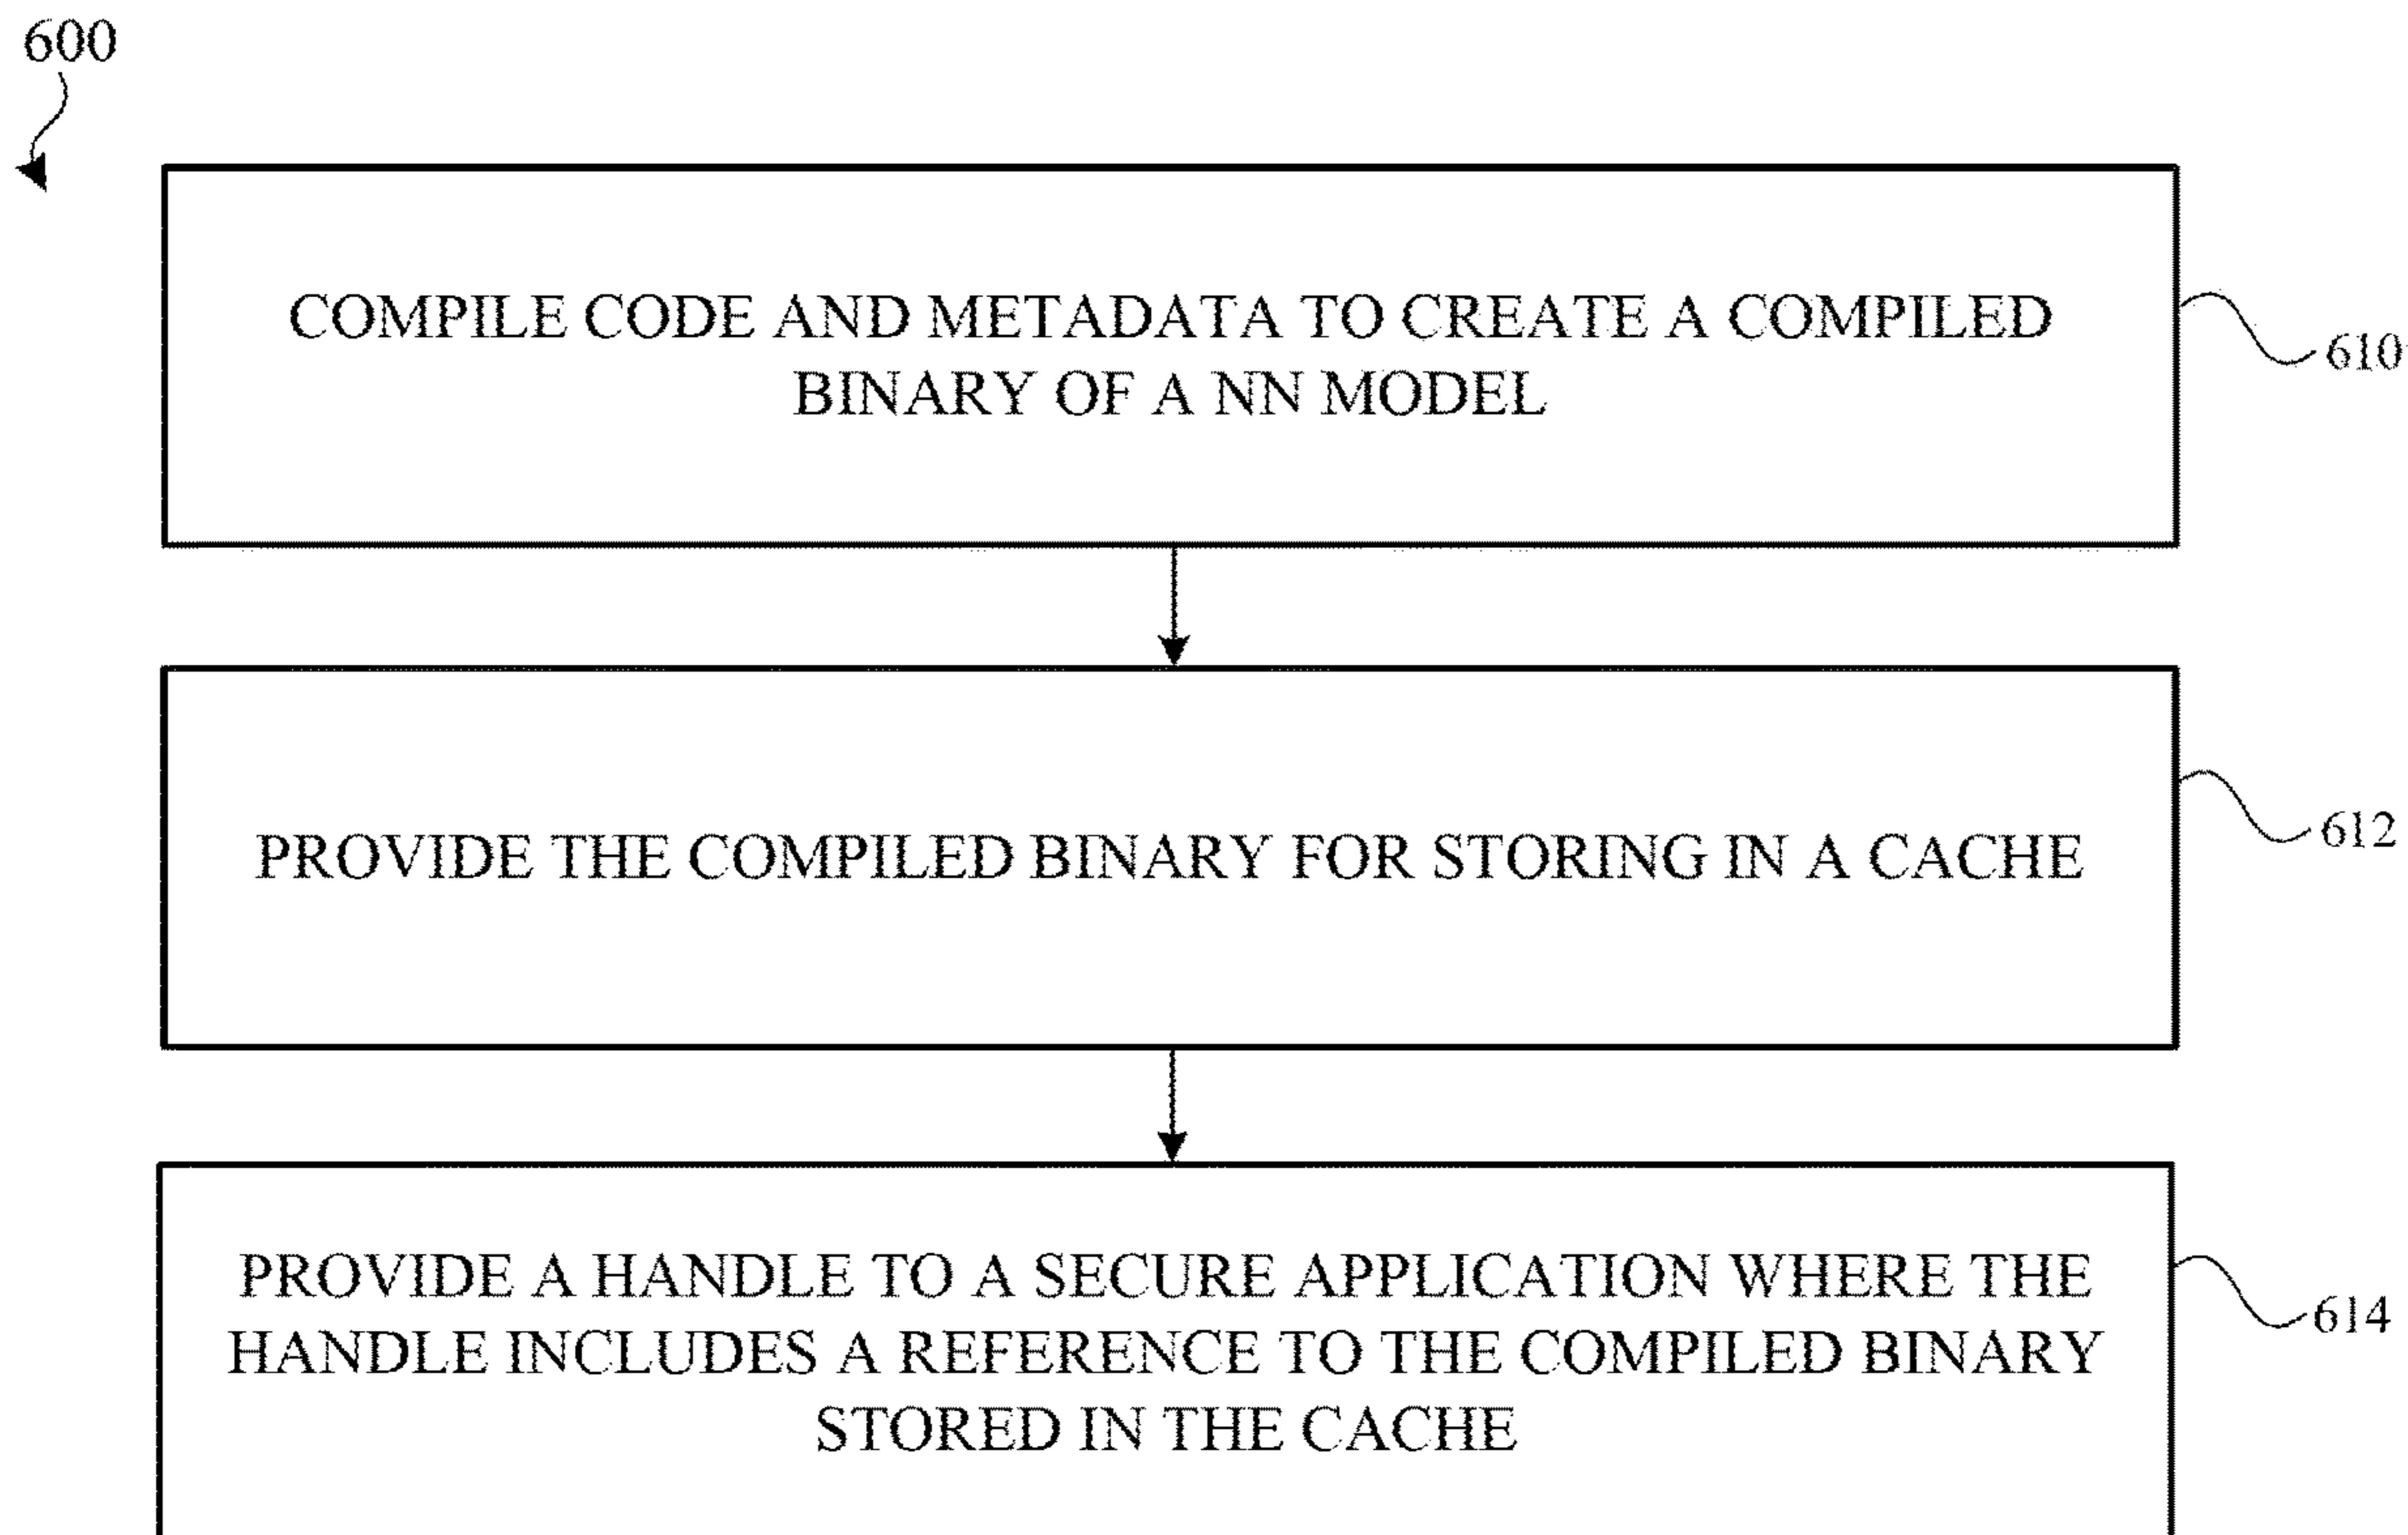 600
COMPILE CODE AND METADATA TO CREATE A COMPILED
BINARY OF A NN MODEL
610
PROVIDE THE COMPILED BINARY FOR STORING IN A CACHE
612
PROVIDE A HANDLE TO A SECURE APPLICATION WHERE THE
HANDLE INCLUDES A REFERENCE TO THE COMPILED BINARY
STORED IN THE CACHE
614